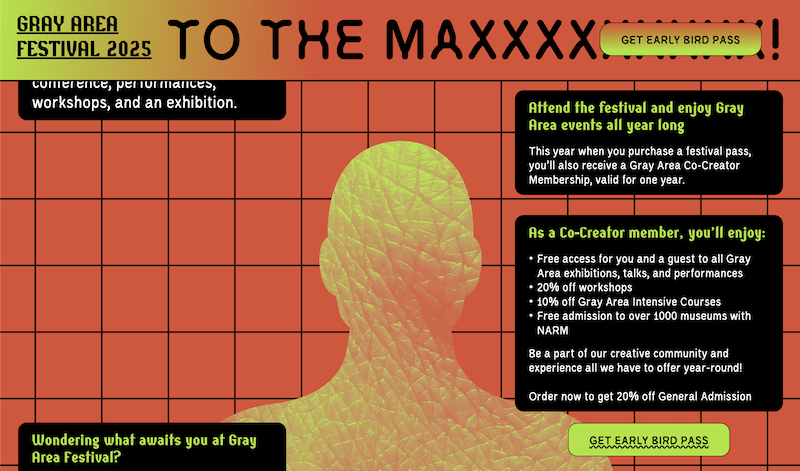 GRAY AREA
FESTIVAL 2025
TO THE MAXXXX
GET EARLY BIRD PASS
conference, performances,
workshops, and an exhibition.
Attend the festival and enjoy Gray
Area events all year long
This year when you purchase a festival pass,
you'll also receive a Gray Area Co-Creator
Membership, valid for one year.
As a Co-Creator member, you'll enjoy:
• Free access for you and a guest to all Gray
Area exhibitions, talks, and performances
• 20% off workshops
• 10% off Gray Area Intensive Courses
• Free admission to over 1000 museums with
NARM
Be a part of our creative community and
experience all we have to offer year-round!
Order now to get 20% off General Admission
GET EARLY BIRD PASS
Wondering what awaits you at Gray
Area Festival?